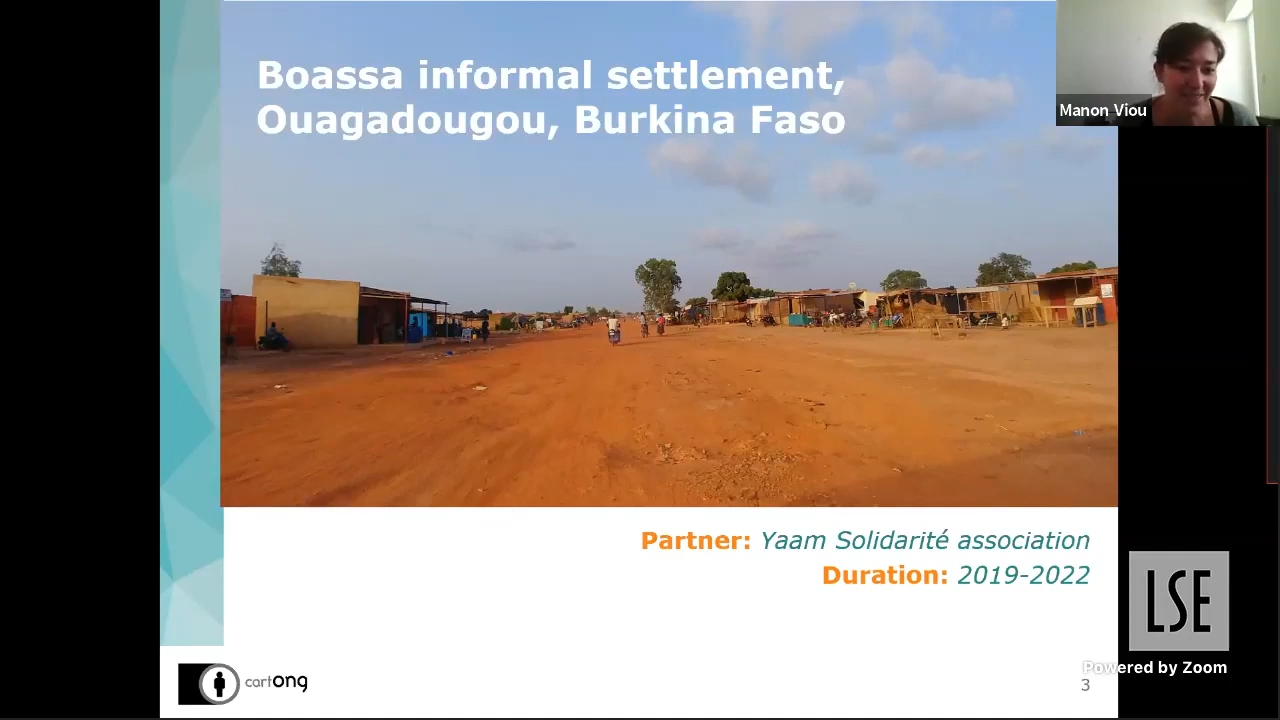 Boassa informal settlement,
Ouagadougou, Burkina Faso
Manon Viou
Partner: Yaam Solidarité association
Duration: 2019-2022
LSE
Powered by Zoom
cartONG
3